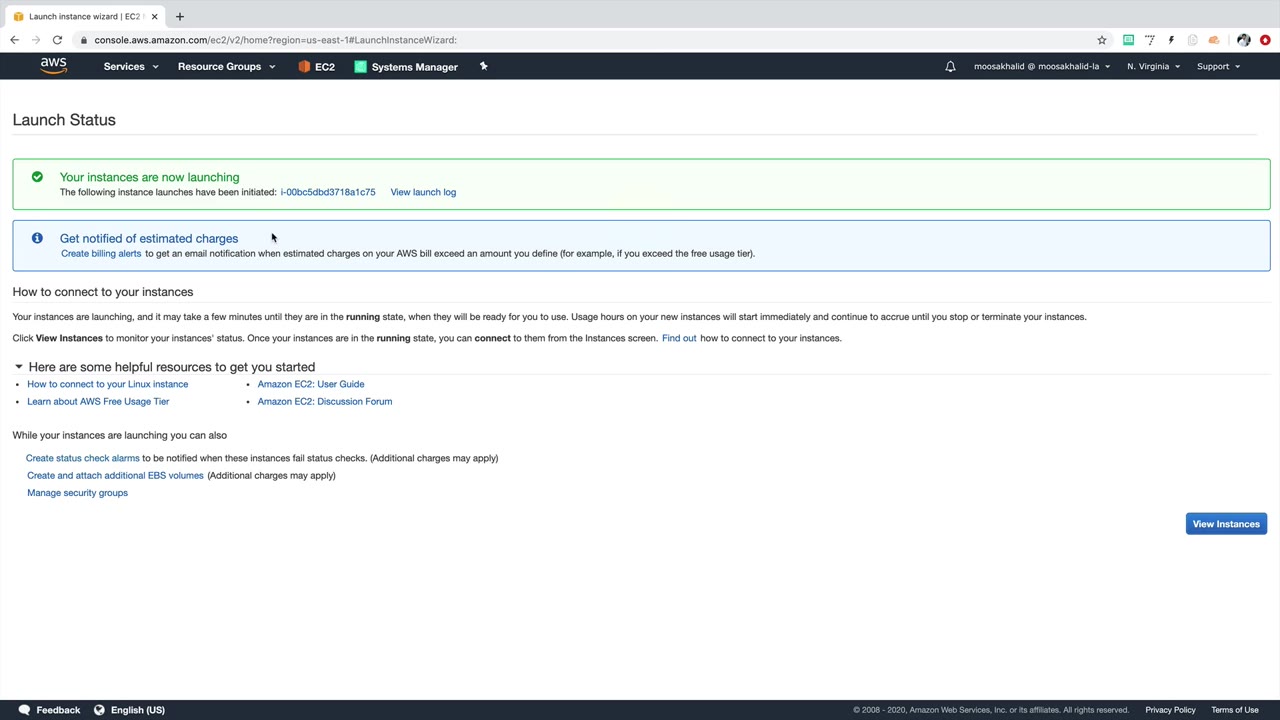 Launch instance wizard | EC2
console.aws.amazon.com/ec2/v2/home?region=us-east-1#LaunchInstanceWizard:
aws Services Resource Groups EC2 Systems Manager moosakhalid @ moosakhalid-la N. Virginia Support
Launch Status
Your instances are now launching
The following instance launches have been initiated: i-00bc5dbd3718a1c75 View launch log
Get notified of estimated charges
Create billing alerts to get an email notification when estimated charges on your AWS bill exceed an amount you define (for example, if you exceed the free usage tier).
How to connect to your instances
Your instances are launching, and it may take a few minutes until they are in the running state, when they will be ready for you to use. Usage hours on your new instances will start immediately and continue to accrue until you stop or terminate your instances.
Click View Instances to monitor your instances' status. Once your instances are in the running state, you can connect to them from the Instances screen. Find out how to connect to your instances.
Here are some helpful resources to get you started
• How to connect to your Linux instance • Amazon EC2: User Guide
• Learn about AWS Free Usage Tier • Amazon EC2: Discussion Forum
While your instances are launching you can also
Create status check alarms to be notified when these instances fail status checks. (Additional charges may apply)
Create and attach additional EBS volumes (Additional charges may apply)
Manage security groups
View Instances
Feedback English (US) © 2008 - 2020, Amazon Web Services, Inc. or its affiliates. All rights reserved. Privacy Policy Terms of Use